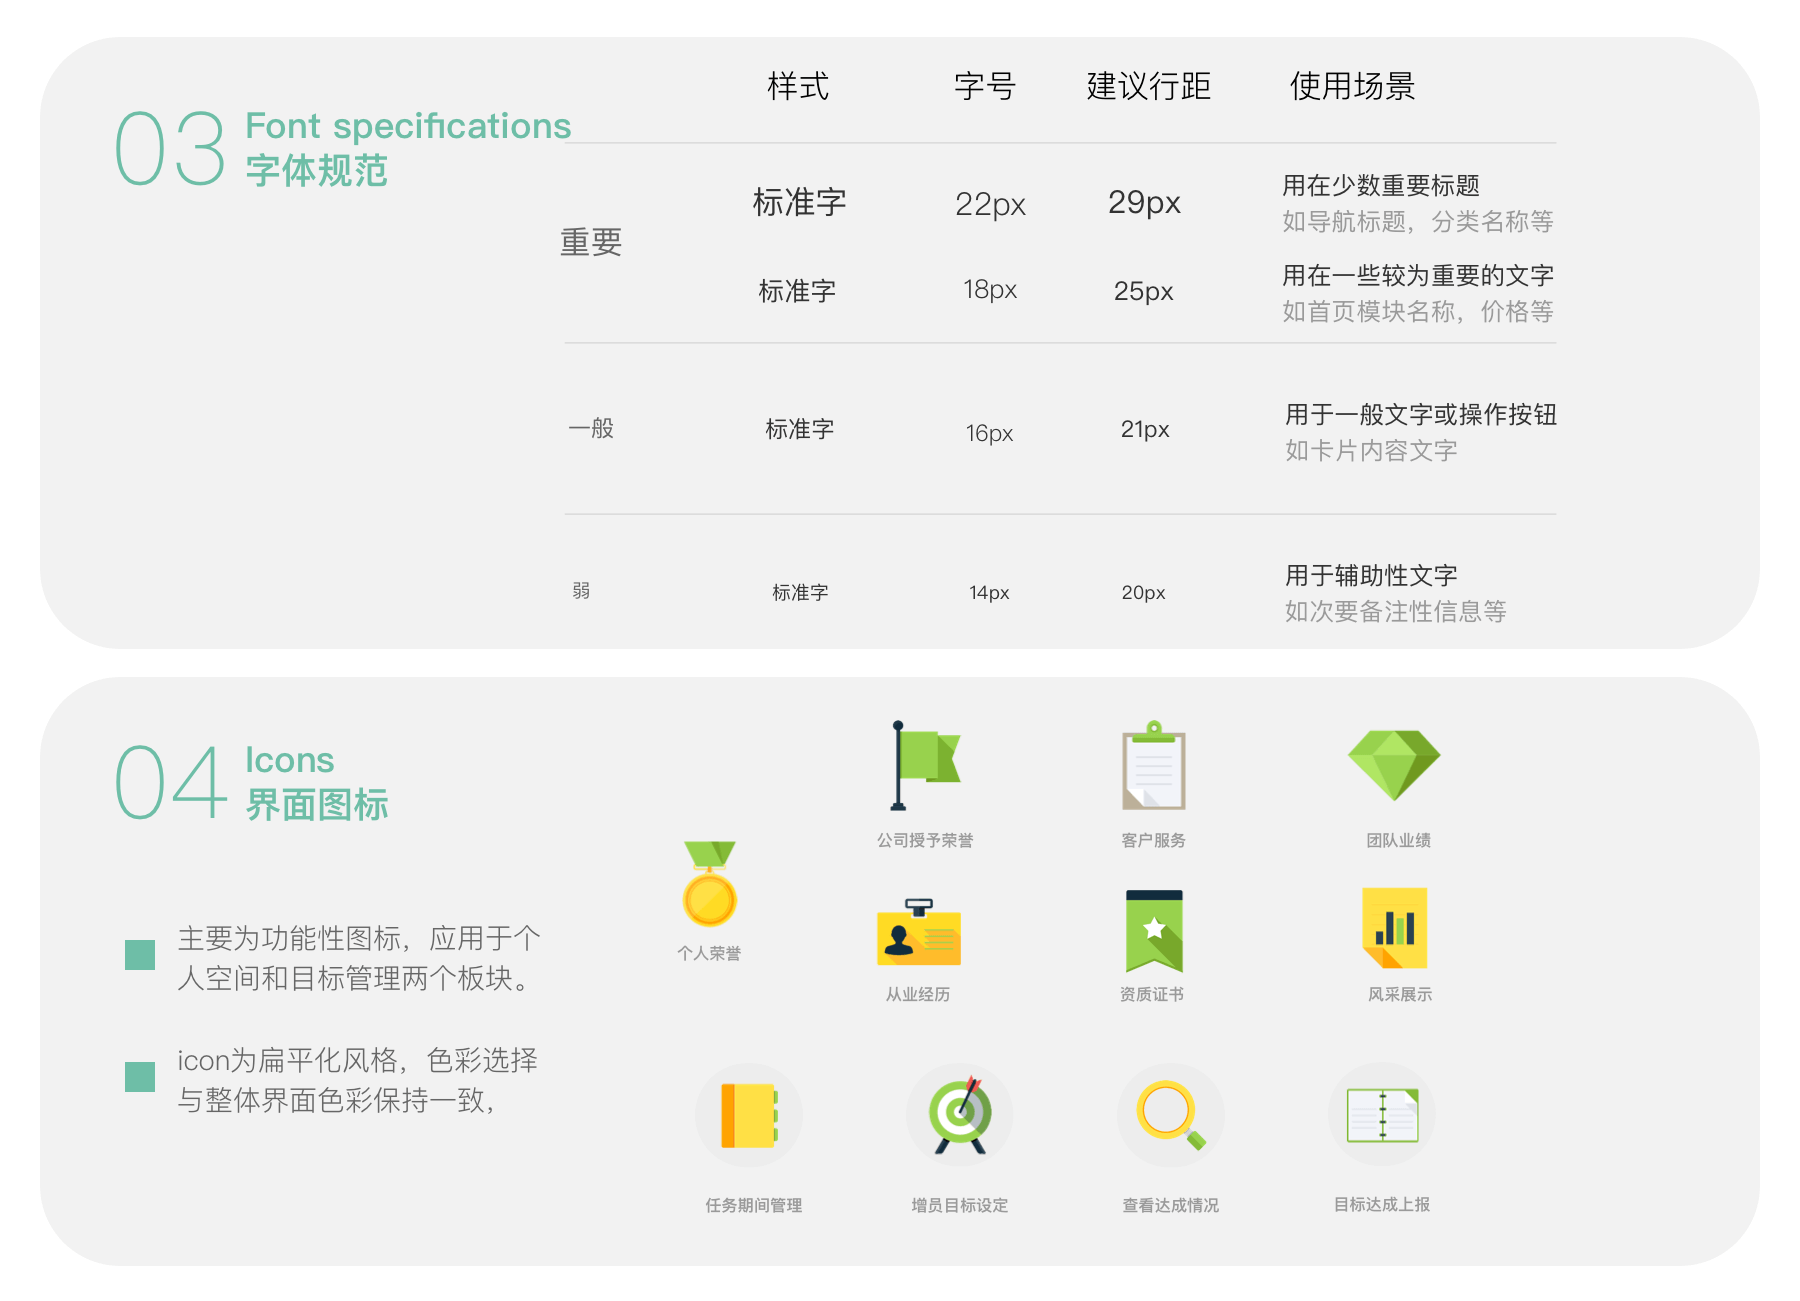 03
Font specifications
字体规范
样式 字号 建议行距 使用场景
重要
标准字 22px 29px 用在少数重要标题
如导航标题，分类名称等
标准字 18px 25px 用在一些较为重要的文字
如首页模块名称，价格等
一般 标准字 16px 21px 用于一般文字或操作按钮
如卡片内容文字
弱 标准字 14px 20px 用于辅助性文字
如次要备注性信息等
04
Icons
界面图标
主要为功能性图标，应用于个
人空间和目标管理两个板块。
icon为扁平化风格，色彩选择
与整体界面色彩保持一致，
个人荣誉
公司授予荣誉 客户服务 团队业绩
从业经历 资质证书 风采展示
任务期间管理 增员目标设定 查看达成情况 目标达成上报